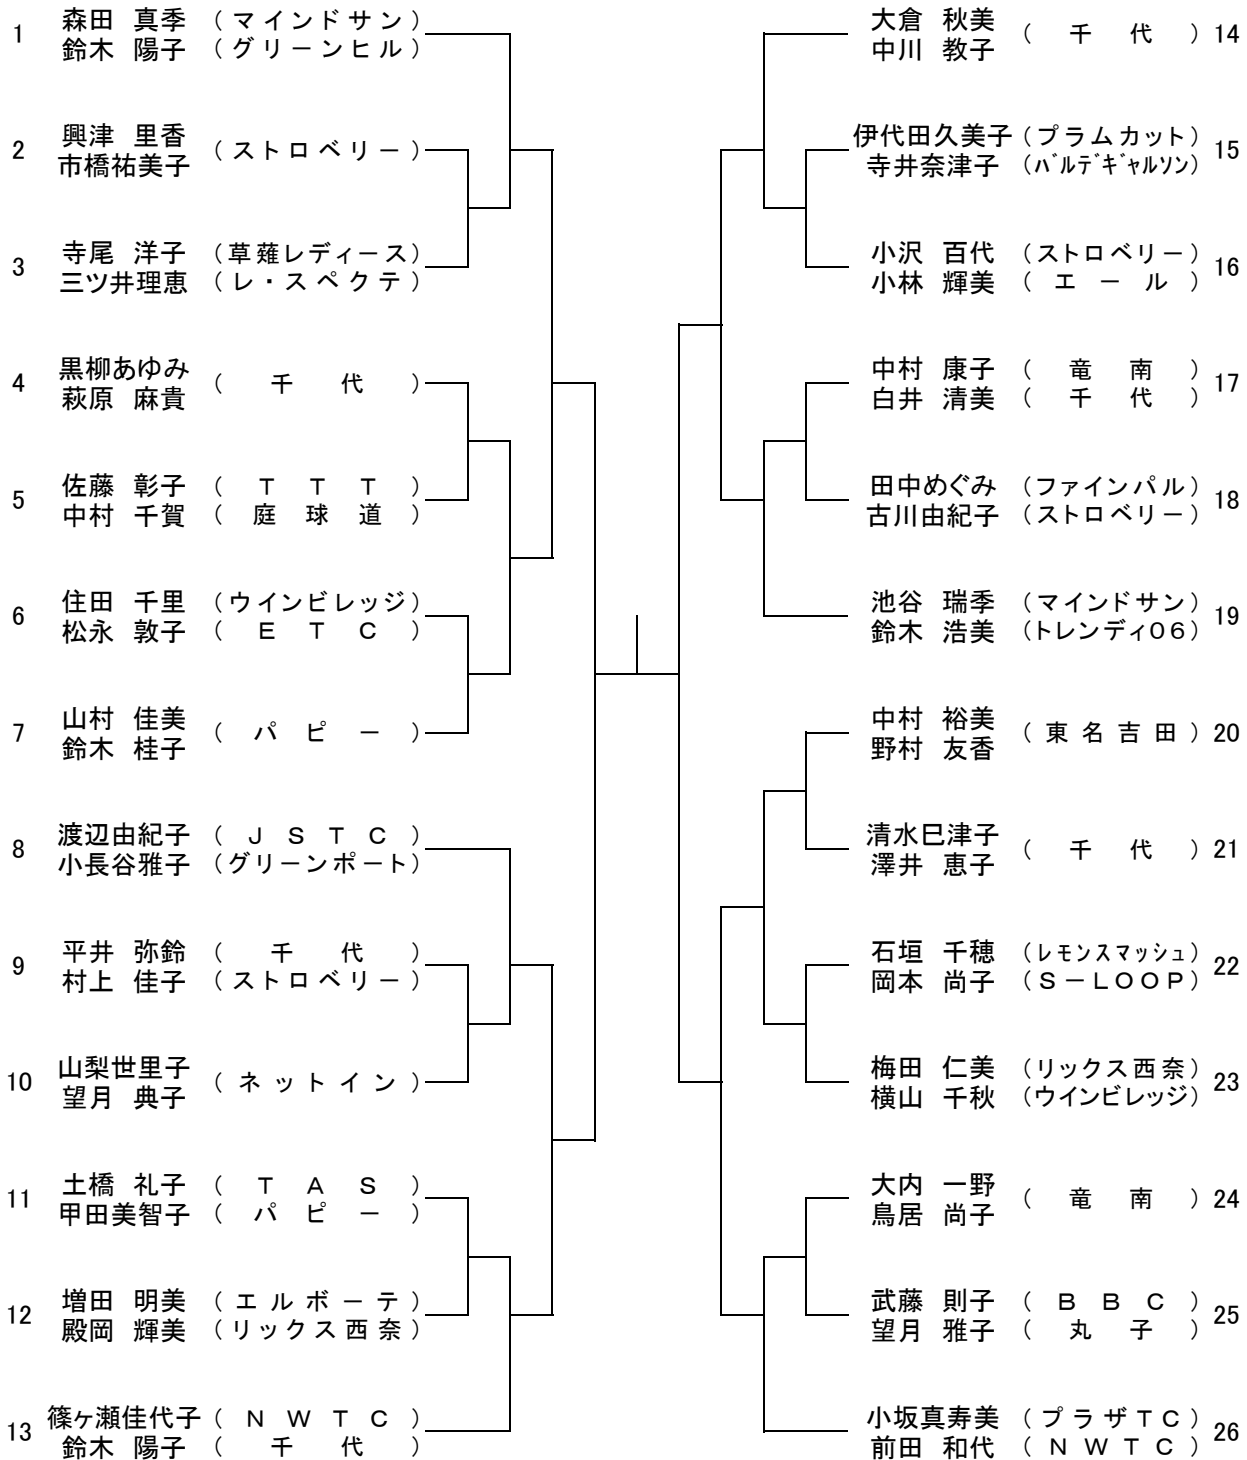 1 森田 真季 (マインドサン)
鈴木 陽子 (グリーンヒル)
2 興津 里香 (ストロベリー)
市橋祐美子
3 寺尾 洋子 (草薙レディース)
三ツ井理恵 (レ・スペクテ)
4 黒柳あゆみ (千代)
萩原 麻貴
5 佐藤 彰子 (TTT)
中村 千賀 (庭球道)
6 住田 千里 (ウインビレッジ)
松永 敦子 (ETC)
7 山村 佳美 (パピー)
鈴木 桂子
8 渡辺由紀子 (JSTC)
小長谷雅子 (グリーンポート)
9 平井 弥鈴 (千代)
村上 佳子 (ストロベリー)
10 山梨世里子 (ネットイン)
望月 典子
11 土橋 礼子 (TAS)
甲田美智子 (パピー)
12 増田 明美 (エルボーテ)
殿岡 輝美 (リックス西奈)
13 篠ヶ瀬佳代子 (NWTC)
鈴木 陽子 (千代)
大倉 秋美 (千代) 14
中川 教子
伊代田久美子 (プラムカット) 15
寺井奈津子 (バルデギャルソン)
小沢 百代 (ストロベリー) 16
小林 輝美 (エール)
中村 康子 (竜南) 17
白井 清美 (千代)
田中めぐみ (ファインパル) 18
古川由紀子 (ストロベリー)
池谷 瑞季 (マインドサン) 19
鈴木 浩美 (トレンディ06)
中村 裕美 (東名吉田) 20
野村 友香
清水巳津子 (千代) 21
澤井 恵子
石垣 千穂 (レモンスマッシュ) 22
岡本 尚子 (S-LOOP)
梅田 仁美 (リックス西奈) 23
横山 千秋 (ウインビレッジ)
大内 一野 (竜南) 24
鳥居 尚子
武藤 則子 (BBC) 25
望月 雅子 (丸子)
小坂真寿美 (プラザTC) 26
前田 和代 (NWTC)